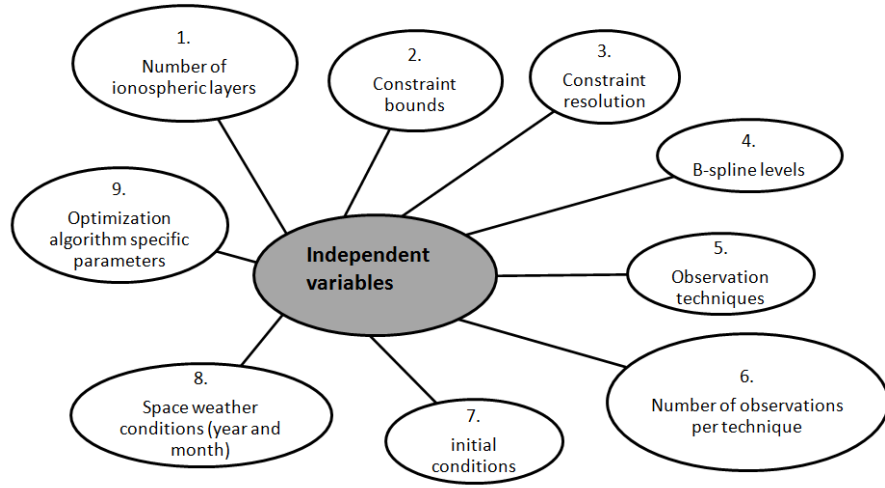 1.
Number of
ionospheric layers
2.
Constraint
bounds
3.
Constraint
resolution
4.
B-spline levels
5.
Observation
techniques
6.
Number of observations
per technique
7.
initial
conditions
8.
Space weather
conditions (year and
month)
9.
Optimization
algorithm specific
parameters
Independent
variables